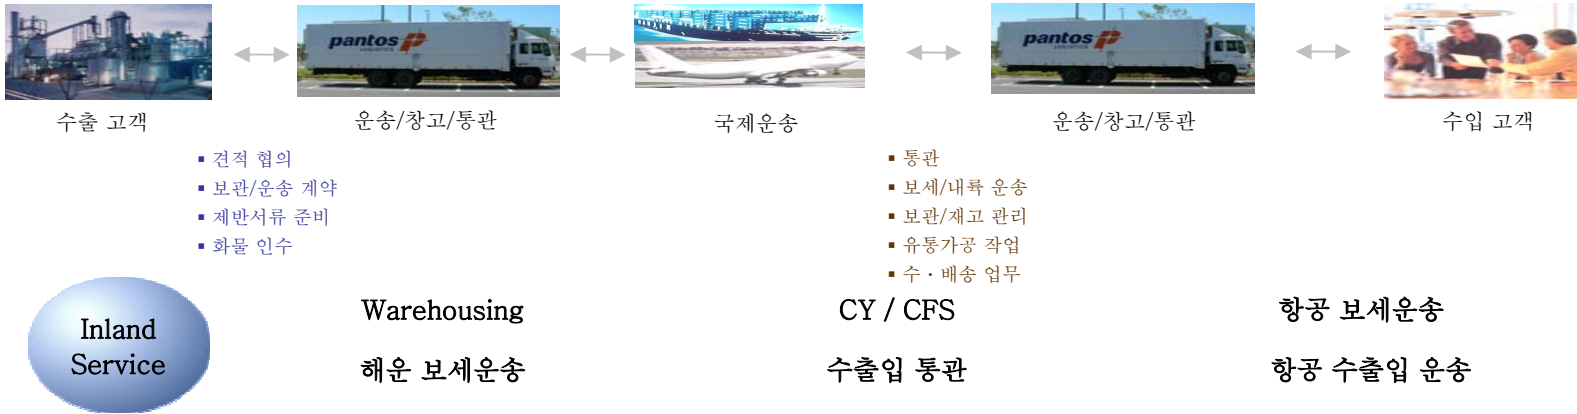 pantos
LOGISTICS
pantos
LOGISTICS
수출 고객
운송/창고/통관
국제운송
운송/창고/통관
수입 고객
▪ 견적 협의
▪ 보관/운송 계약
▪ 제반서류 준비
▪ 화물 인수
▪ 통관
▪ 보세/내륙 운송
▪ 보관/재고 관리
▪ 유통가공 작업
▪ 수·배송 업무
Inland
Service
Warehousing
CY / CFS
항공 보세운송
해운 보세운송
수출입 통관
항공 수출입 운송